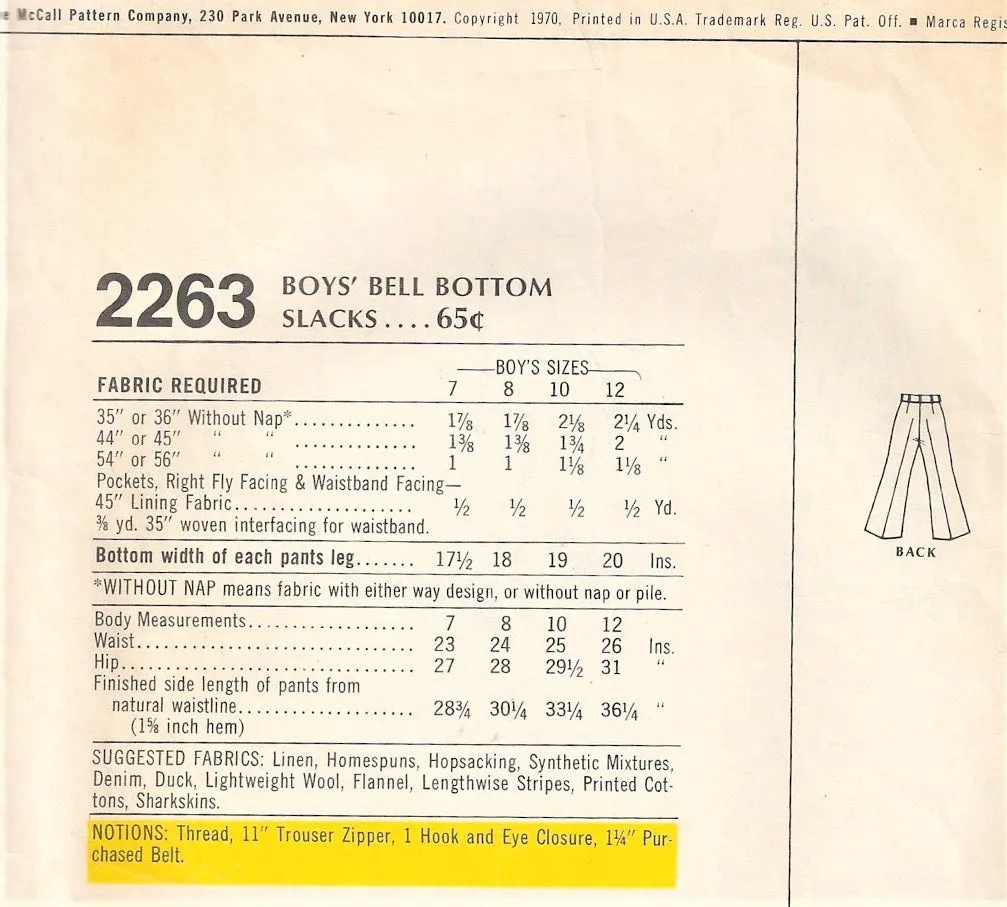 McCall Pattern Company, 230 Park Avenue, New York 10017. Copyright 1970, Printed in U.S.A. Trademark Reg. U.S. Pat. Off. ■ Marca Regis
2263 BOYS' BELL BOTTOM
SLACKS....65¢
BOY'S SIZES
FABRIC REQUIRED 7 8 10 12
35" or 36" Without Nap*.............. 1⅞ 1⅞ 2⅛ 2¼ Yds.
44" or 45" " " .............. 1⅜ 1⅜ 1¾ 2 "
54" or 56" " " .............. 1 1 1⅛ 1⅛ "
Pockets, Right Fly Facing & Waistband Facing—
45" Lining Fabric..................... ½ ½ ½ ½ Yd.
⅜ yd. 35" woven interfacing for waistband.
Bottom width of each pants leg....... 17½ 18 19 20 Ins.
*WITHOUT NAP means fabric with either way design, or without nap or pile.
Body Measurements................... 7 8 10 12
Waist................................ 23 24 25 26 Ins.
Hip.................................. 27 28 29½ 31 "
Finished side length of pants from
natural waistline.................... 28¾ 30¼ 33¼ 36¼ "
(1⅝ inch hem)
SUGGESTED FABRICS: Linen, Homespuns, Hopsacking, Synthetic Mixtures,
Denim, Duck, Lightweight Wool, Flannel, Lengthwise Stripes, Printed Cot-
tons, Sharkskins.
NOTIONS: Thread, 11" Trouser Zipper, 1 Hook and Eye Closure, 1¼" Pur-
chased Belt.
BACK